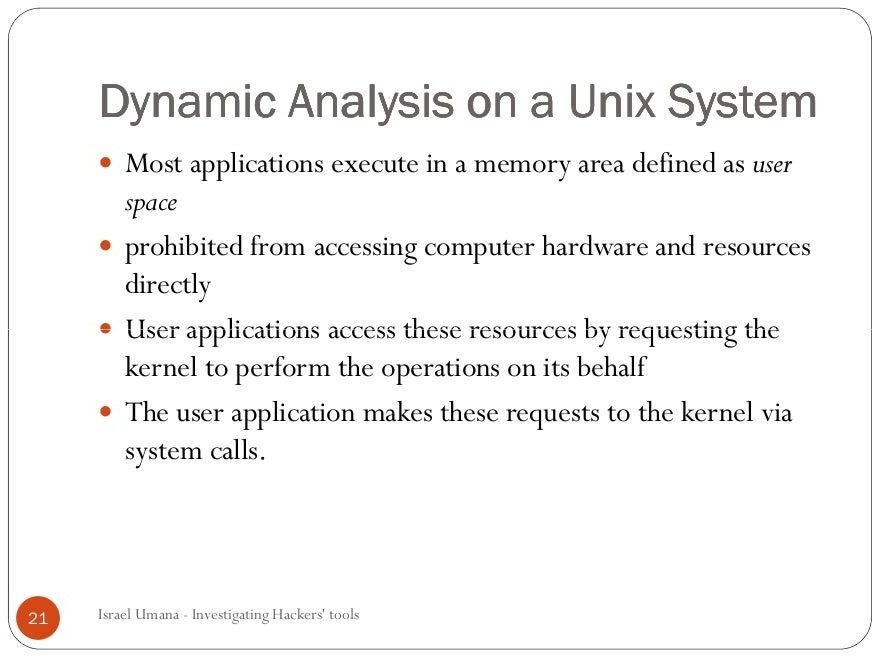 Dynamic Analysis on a Unix System
Most applications execute in a memory area defined as user
space
prohibited from accessing computer hardware and resources
directly
User applications access these resources by requesting the
kernel to perform the operations on its behalf
The user application makes these requests to the kernel via
system calls.
21
Israel Umana - Investigating Hackers' tools